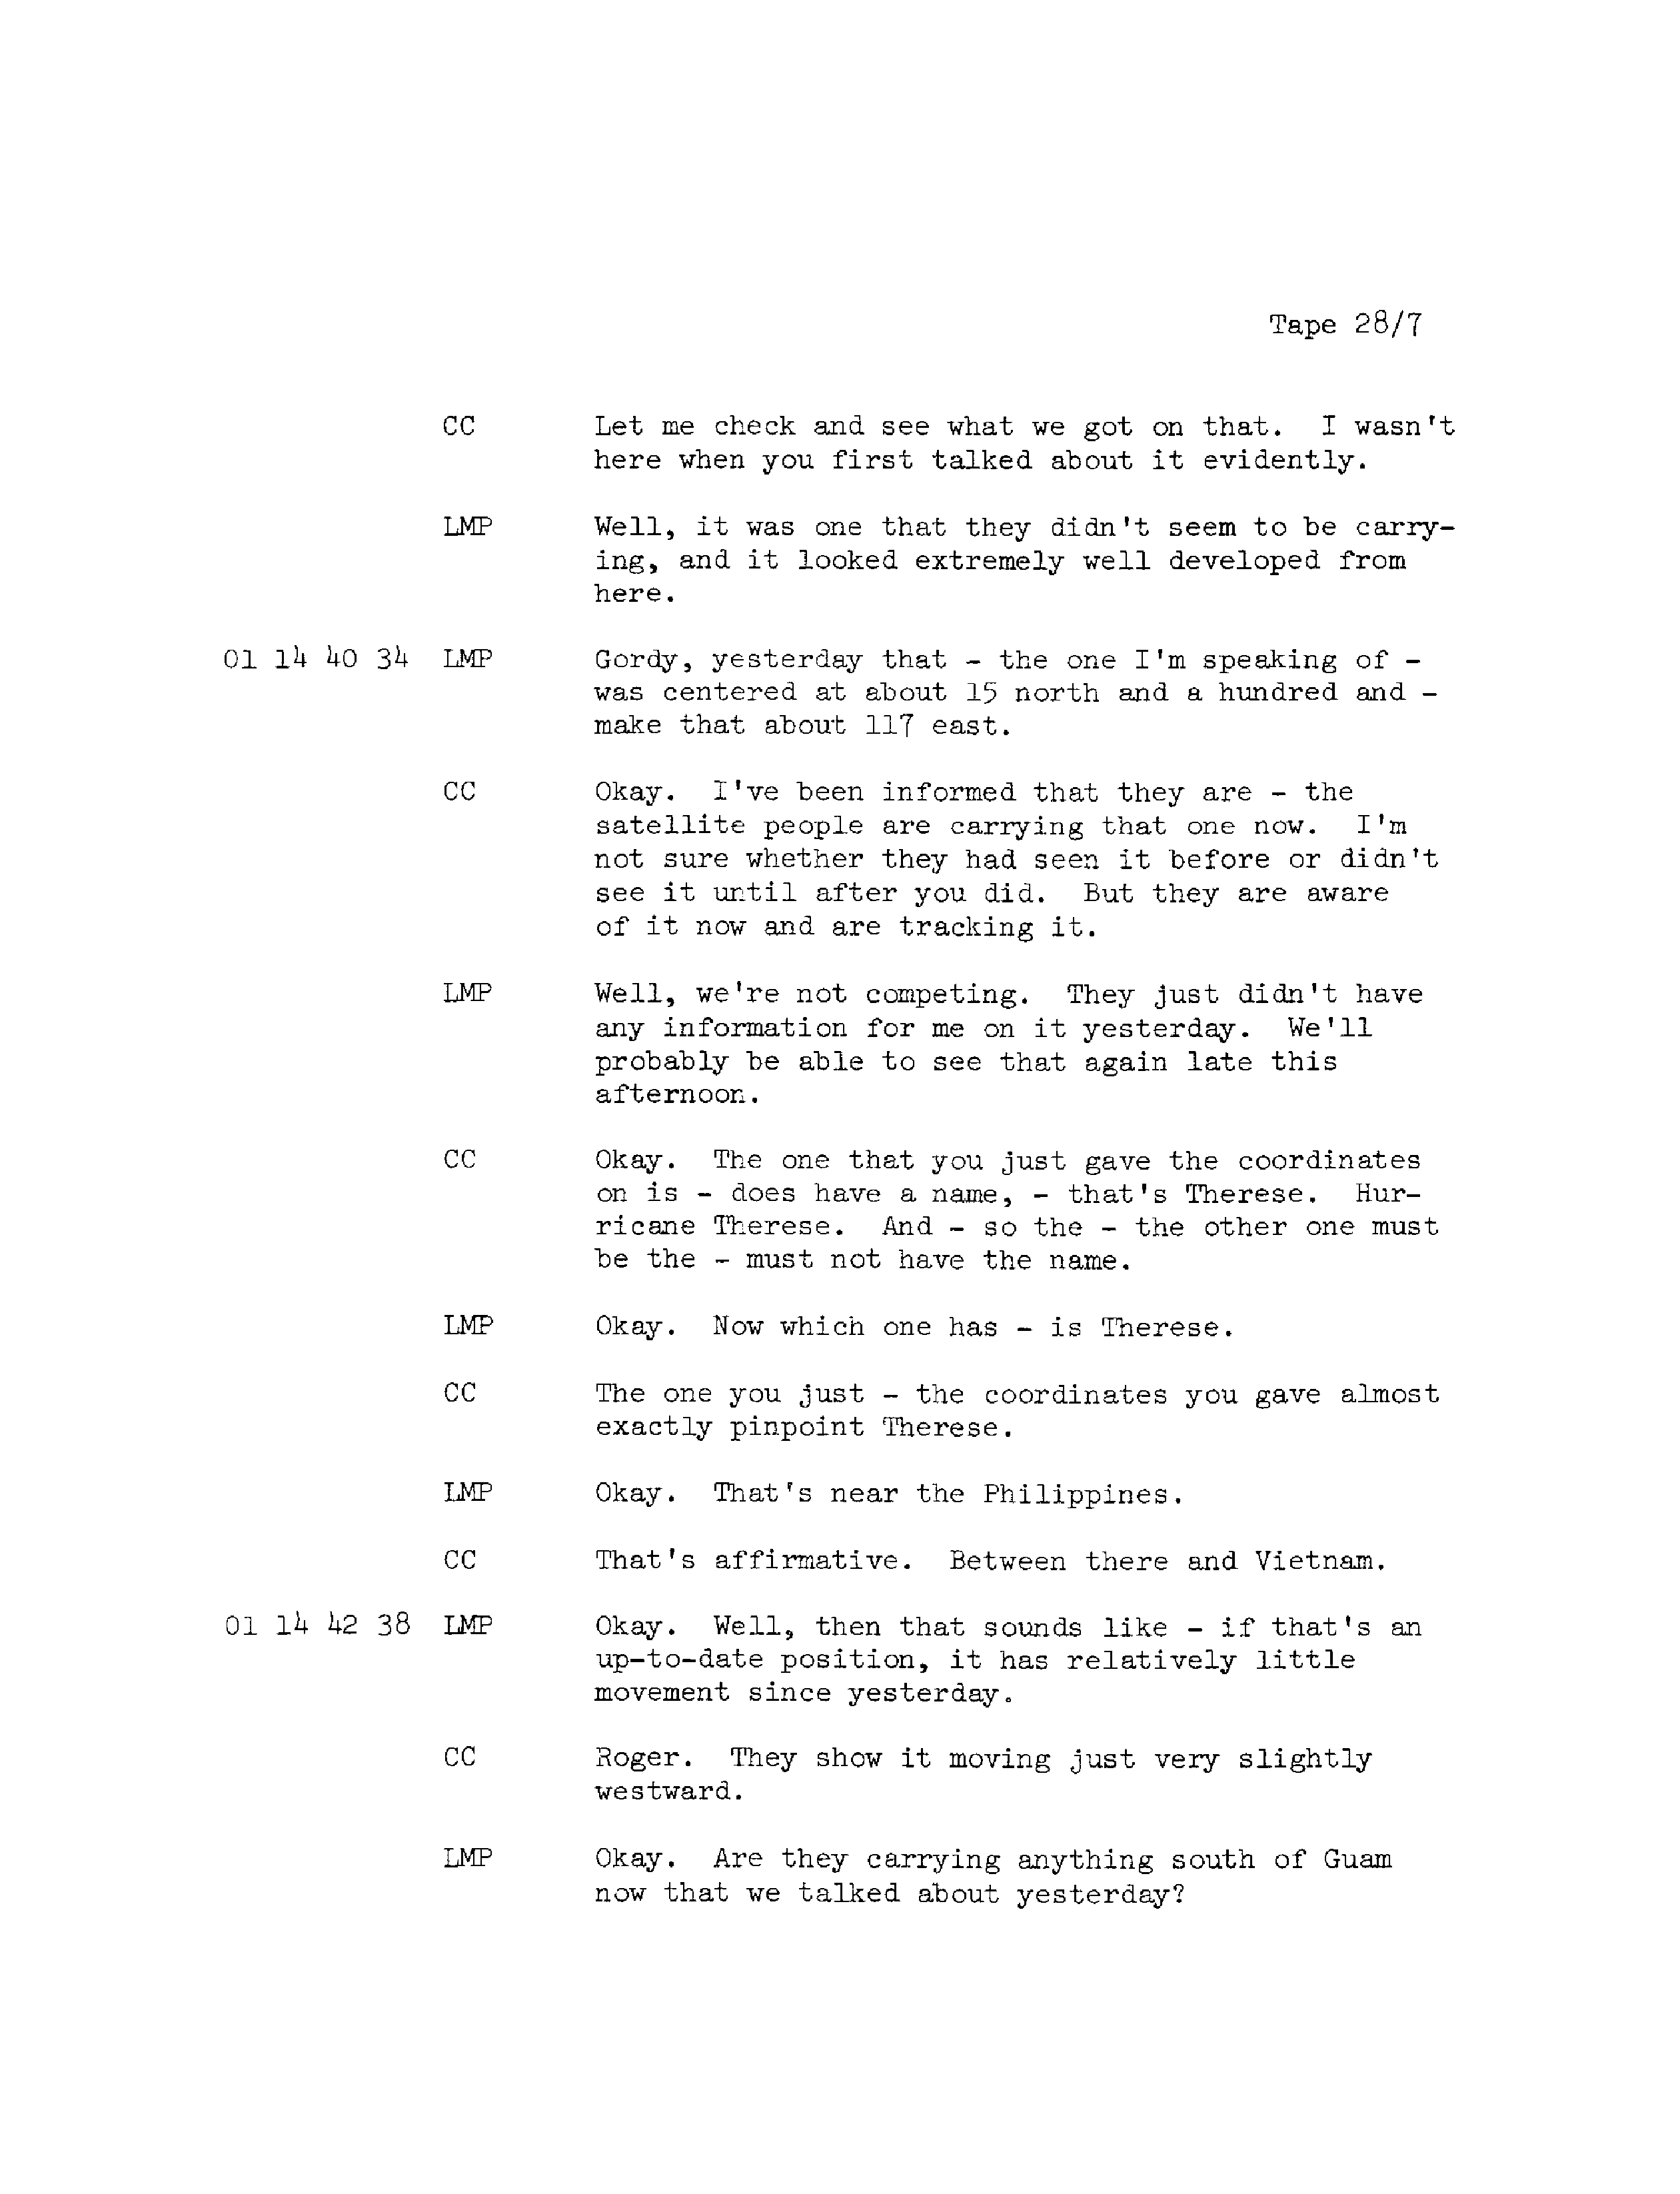 Tape 28/7
CC Let me check and see what we got on that. I wasn't
here when you first talked about it evidently.
LMP Well, it was one that they didn't seem to be carry-
ing, and it looked extremely well developed from
here.
01 14 40 34 LMP Gordy, yesterday that - the one I'm speaking of -
was centered at about 15 north and a hundred and -
make that about 117 east.
CC Okay. I've been informed that they are - the
satellite people are carrying that one now. I'm
not sure whether they had seen it before or didn't
see it until after you did. But they are aware
of it now and are tracking it.
LMP Well, we're not competing. They just didn't have
any information for me on it yesterday. We'll
probably be able to see that again late this
afternoon.
CC Okay. The one that you just gave the coordinates
on is - does have a name, - that's Therese. Hur-
ricane Therese. And - so the - the other one must
be the - must not have the name.
LMP Okay. Now which one has - is Therese.
CC The one you just - the coordinates you gave almost
exactly pinpoint Therese.
LMP Okay. That's near the Philippines.
CC That's affirmative. Between there and Vietnam.
01 14 42 38 LMP Okay. Well, then that sounds like - if that's an
up-to-date position, it has relatively little
movement since yesterday.
CC Roger. They show it moving just very slightly
westward.
LMP Okay. Are they carrying anything south of Guam
now that we talked about yesterday?